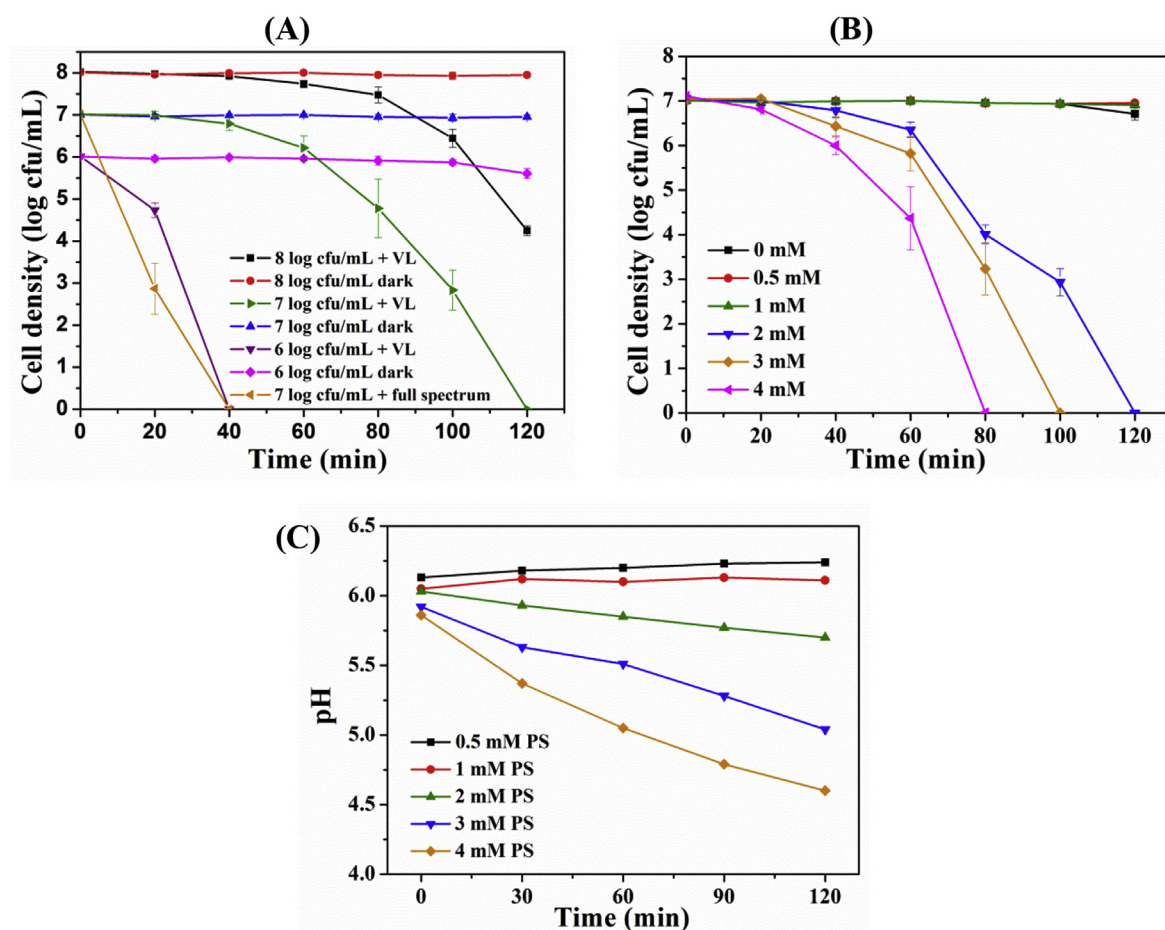 (A)
8
7
6
5
4
3
2
1
0
Cell density (log cfu/mL)
8 log cfu/mL + VL
8 log cfu/mL dark
7 log cfu/mL + VL
7 log cfu/mL dark
6 log cfu/mL + VL
6 log cfu/mL dark
7 log cfu/mL + full spectrum
0 20 40 60 80 100 120
Time (min)
(B)
8
7
6
5
4
3
2
1
0
Cell density (log cfu/mL)
0 mM
0.5 mM
1 mM
2 mM
3 mM
4 mM
0 20 40 60 80 100 120
Time (min)
(C)
6.5
6.0
5.5
5.0
4.5
4.0
pH
0.5 mM PS
1 mM PS
2 mM PS
3 mM PS
4 mM PS
0 30 60 90 120
Time (min)